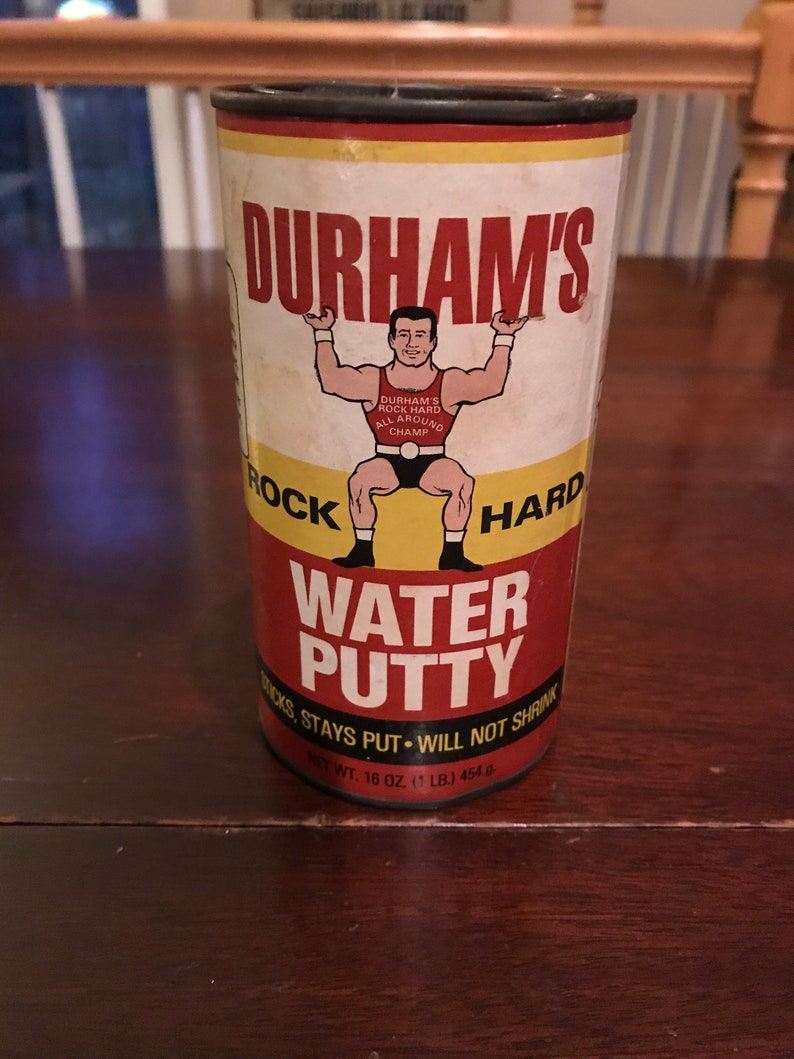 DURHAM'S
DURHAM'S
ROCK HARD
ALL AROUND
CHAMP
ROCK HARD
WATER
PUTTY
STICKS, STAYS PUT • WILL NOT SHRINK
NET WT. 16 OZ. (1 LB.) 454 g.